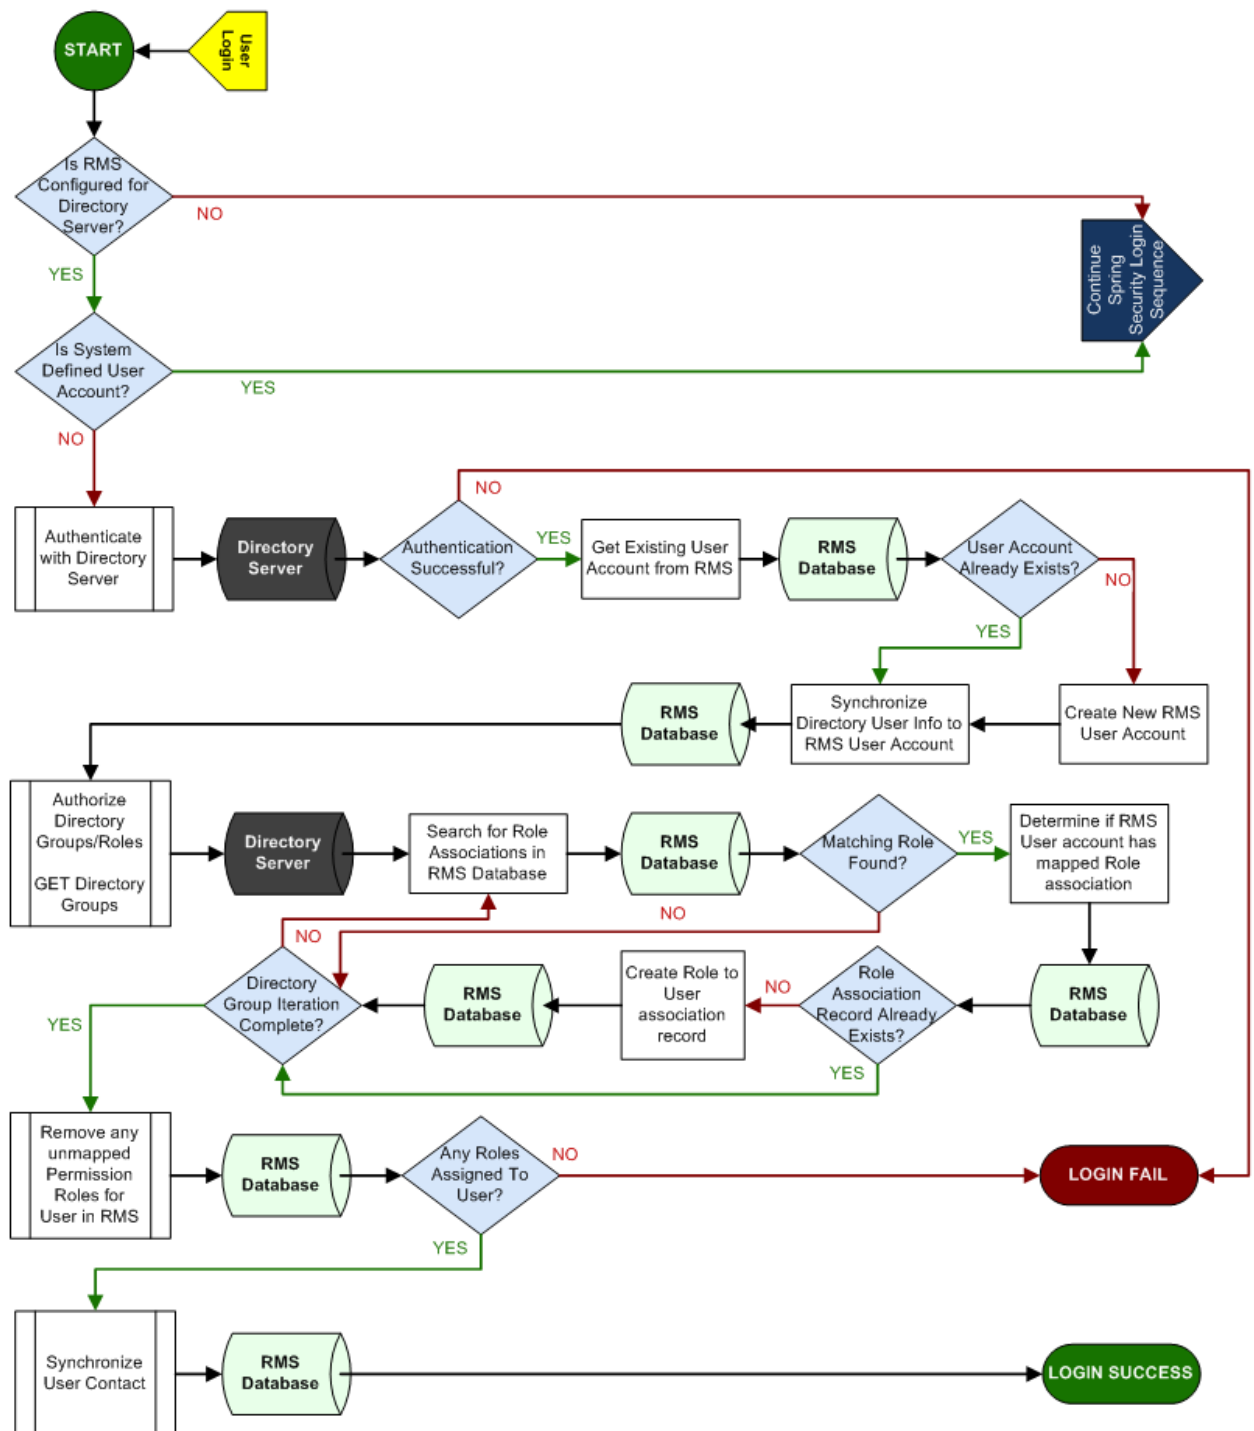 START
User
Login
Is RMS
Configured for
Directory
Server?
NO
YES
Continue
Spring
Security Login
Sequence
Is System
Defined User
Account?
YES
NO
NO
Authenticate
with Directory
Server
Directory
Server
Authentication
Successful?
YES
Get Existing User
Account from RMS
RMS
Database
User Account
Already Exists?
NO
YES
RMS
Database
Synchronize
Directory User Info to
RMS User Account
Create New RMS
User Account
Authorize
Directory
Groups/Roles
GET Directory
Groups
Directory
Server
Search for Role
Associations in
RMS Database
RMS
Database
Matching Role
Found?
YES
Determine if RMS
User account has
mapped Role
association
NO
NO
Directory
Group Iteration
Complete?
YES
RMS
Database
Create Role to
User
association
record
NO
Role
Association
Record Already
Exists?
YES
RMS
Database
Remove any
unmapped
Permission
Roles for
User in RMS
RMS
Database
Any Roles
Assigned To
User?
NO
YES
LOGIN FAIL
Synchronize
User Contact
RMS
Database
LOGIN SUCCESS